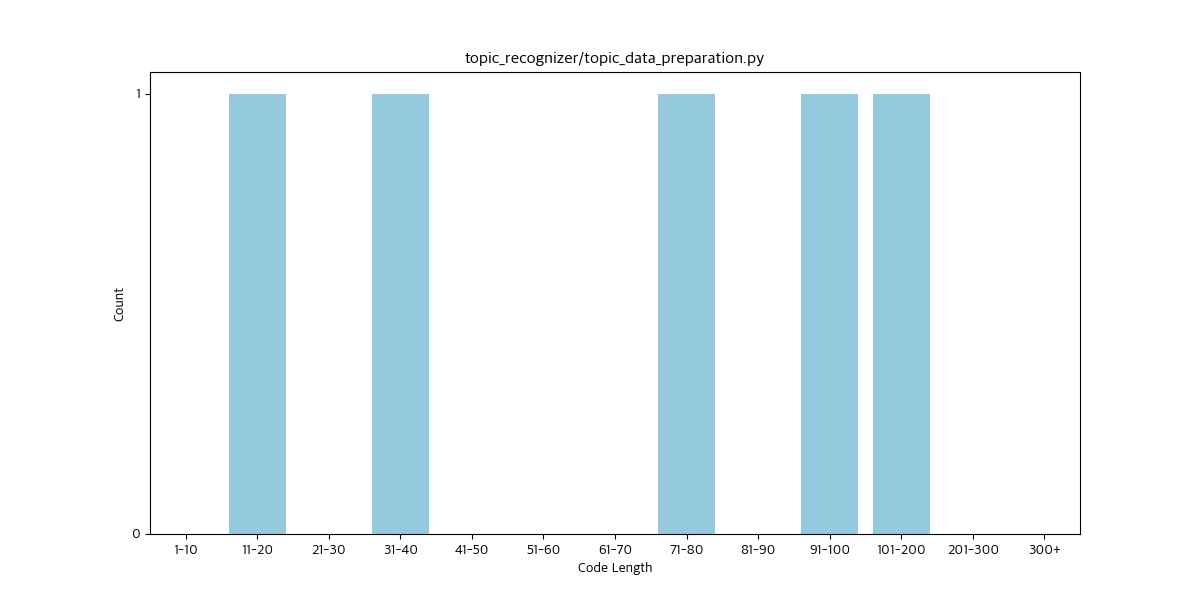 topic_recognizer/topic_data_preparation.py
1
Count
0
1-10 11-20 21-30 31-40 41-50 51-60 61-70 71-80 81-90 91-100 101-200 201-300 300+
Code Length